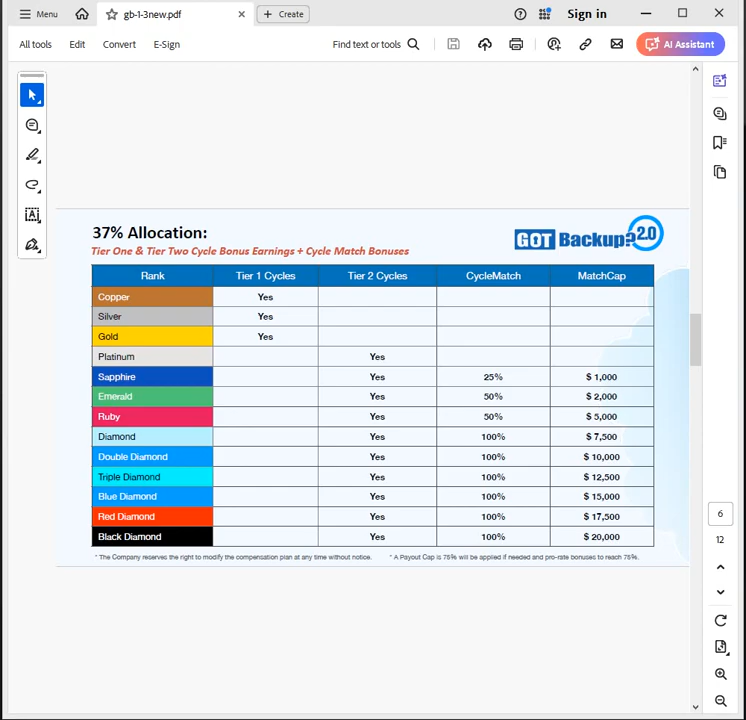 Menu
gb-1-3new.pdf
Create
Sign in
All tools Edit Convert E-Sign
Find text or tools
AI Assistant
37% Allocation:
Tier One & Tier Two Cycle Bonus Earnings + Cycle Match Bonuses
GOT Backup? 2.0
Rank Tier 1 Cycles Tier 2 Cycles CycleMatch MatchCap
Copper Yes
Silver Yes
Gold Yes
Platinum Yes
Sapphire Yes 25% $ 1,000
Emerald Yes 50% $ 2,000
Ruby Yes 50% $ 5,000
Diamond Yes 100% $ 7,500
Double Diamond Yes 100% $ 10,000
Triple Diamond Yes 100% $ 12,500
Blue Diamond Yes 100% $ 15,000
Red Diamond Yes 100% $ 17,500
Black Diamond Yes 100% $ 20,000
* The Company reserves the right to modify the compensation plan at any time without notice. * A Payout Cap is 75% will be applied if needed and pro-rate bonuses to reach 75%.
6
12